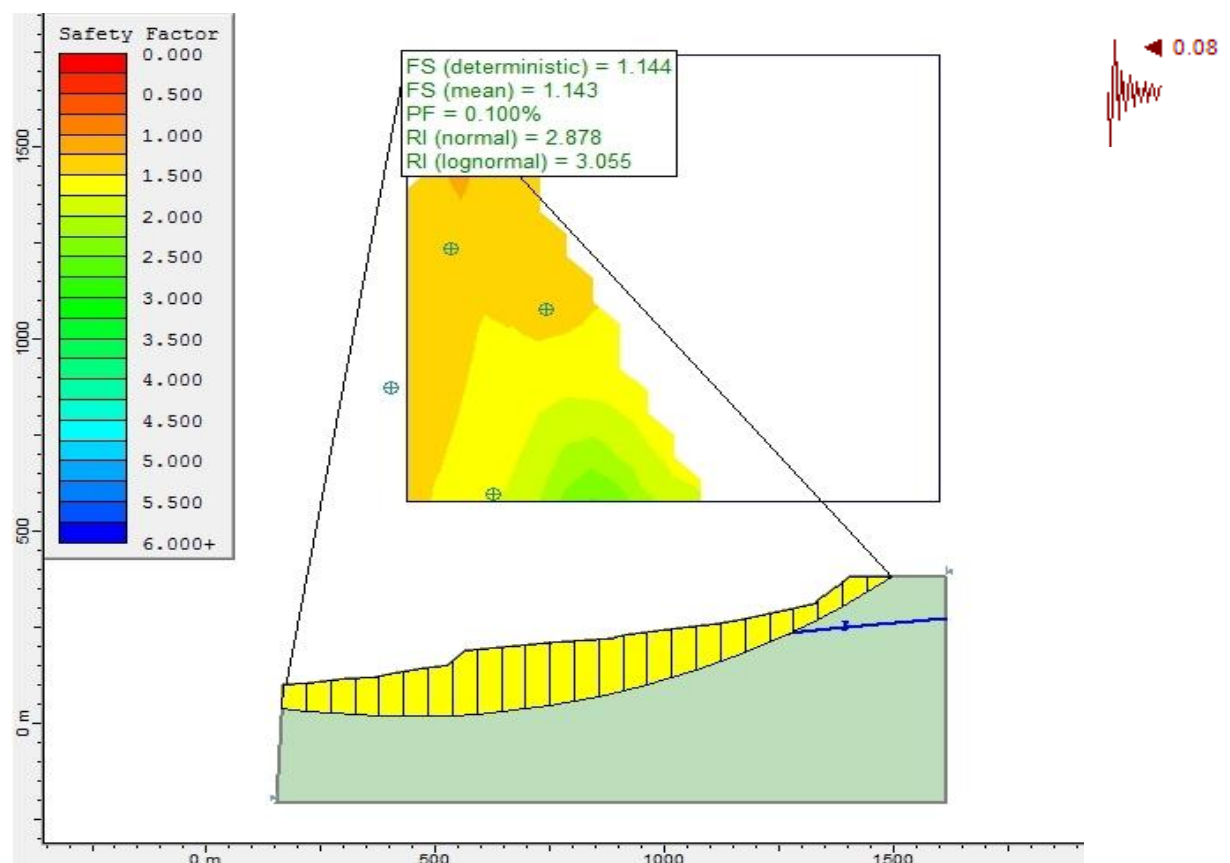 Safety Factor
0.000
0.500
1.000
1.500
2.000
2.500
3.000
3.500
4.000
4.500
5.000
5.500
6.000+
FS (deterministic) = 1.144
FS (mean) = 1.143
PF = 0.100%
RI (normal) = 2.878
RI (lognormal) = 3.055
0.08
1500
1000
500
0 m
0 m
500
1000
1500